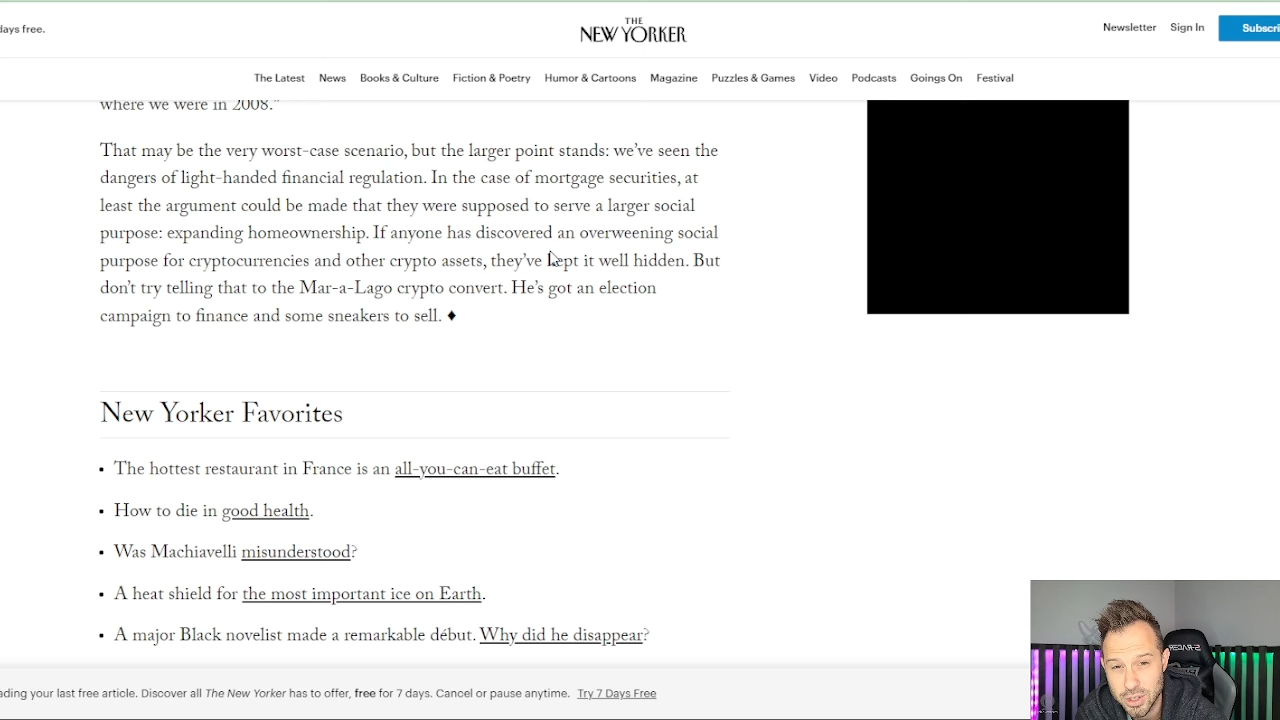 days free.
THE
NEW YORKER
Newsletter Sign In Subscri
The Latest News Books & Culture Fiction & Poetry Humor & Cartoons Magazine Puzzles & Games Video Podcasts Goings On Festival
where we were in 2008."
That may be the very worst-case scenario, but the larger point stands: we've seen the
dangers of light-handed financial regulation. In the case of mortgage securities, at
least the argument could be made that they were supposed to serve a larger social
purpose: expanding homeownership. If anyone has discovered an overweening social
purpose for cryptocurrencies and other crypto assets, they've kept it well hidden. But
don't try telling that to the Mar-a-Lago crypto convert. He's got an election
campaign to finance and some sneakers to sell. ♦
New Yorker Favorites
• The hottest restaurant in France is an all-you-can-eat buffet.
• How to die in good health.
• Was Machiavelli misunderstood?
• A heat shield for the most important ice on Earth.
• A major Black novelist made a remarkable début. Why did he disappear?
ading your last free article. Discover all The New Yorker has to offer, free for 7 days. Cancel or pause anytime. Try 7 Days Free